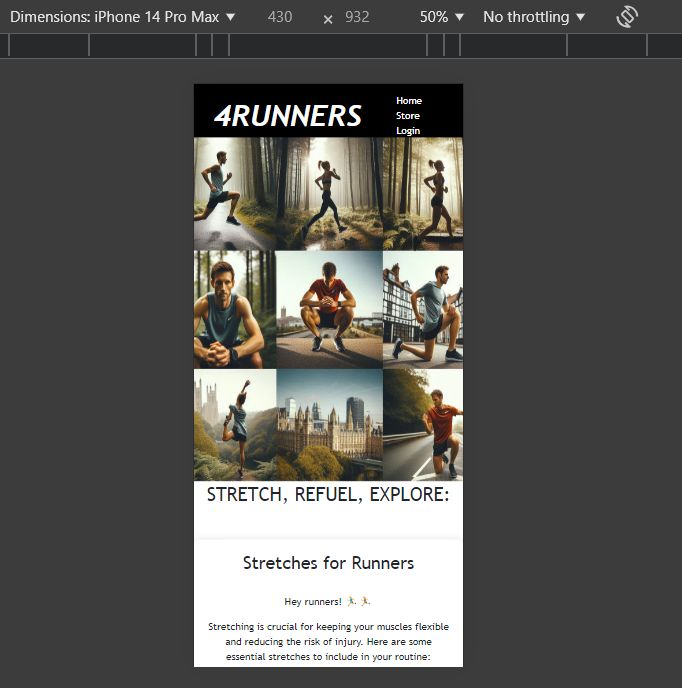 Dimensions: iPhone 14 Pro Max ▼ 430 × 932 50% ▼ No throttling ▼
4RUNNERS
Home
Store
Login
STRETCH, REFUEL, EXPLORE:
Stretches for Runners
Hey runners! 🏃‍♂️ 🏃
Stretching is crucial for keeping your muscles flexible
and reducing the risk of injury. Here are some
essential stretches to include in your routine: